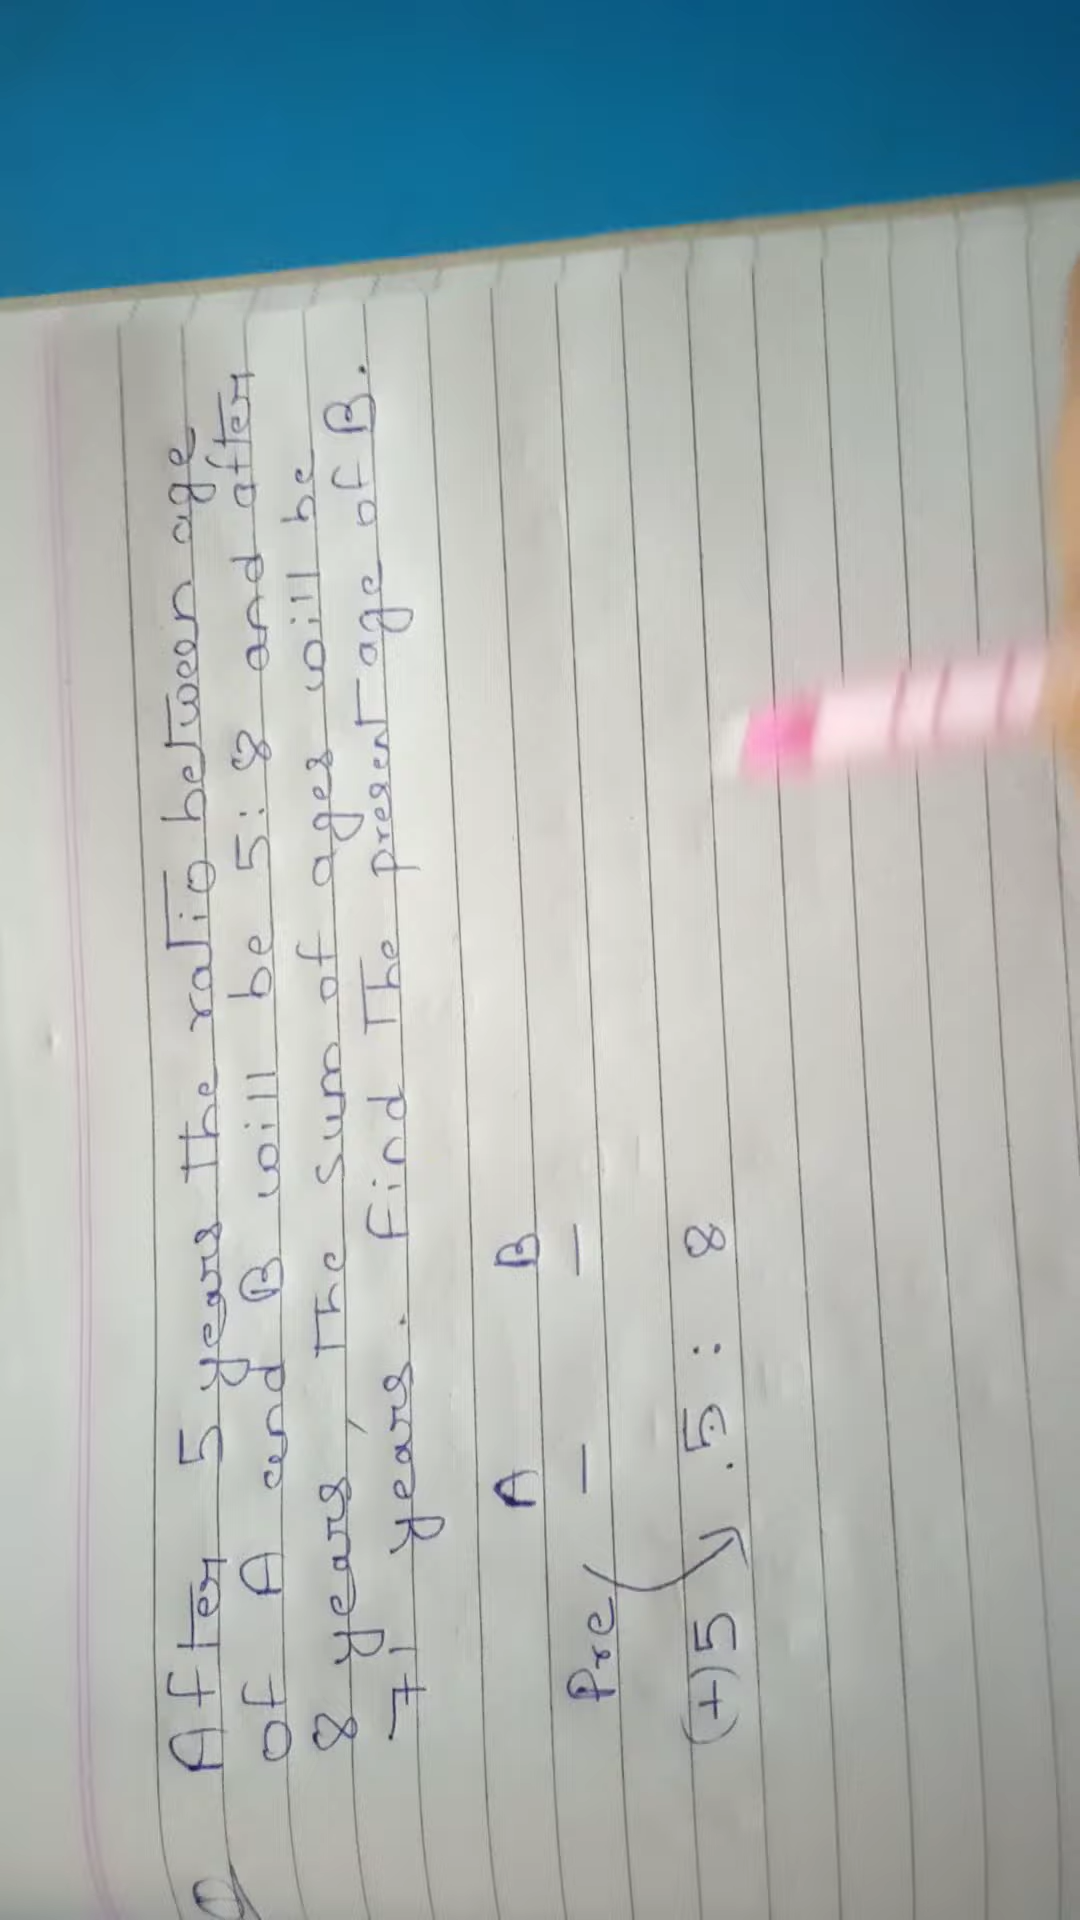 Q After 5 years the ratio between age
of A and B will be 5:8 and after
8 years, The Sum of ages will be
71 years. Find The present age of B.
A B
Pre - -
(+)5 5 : 8